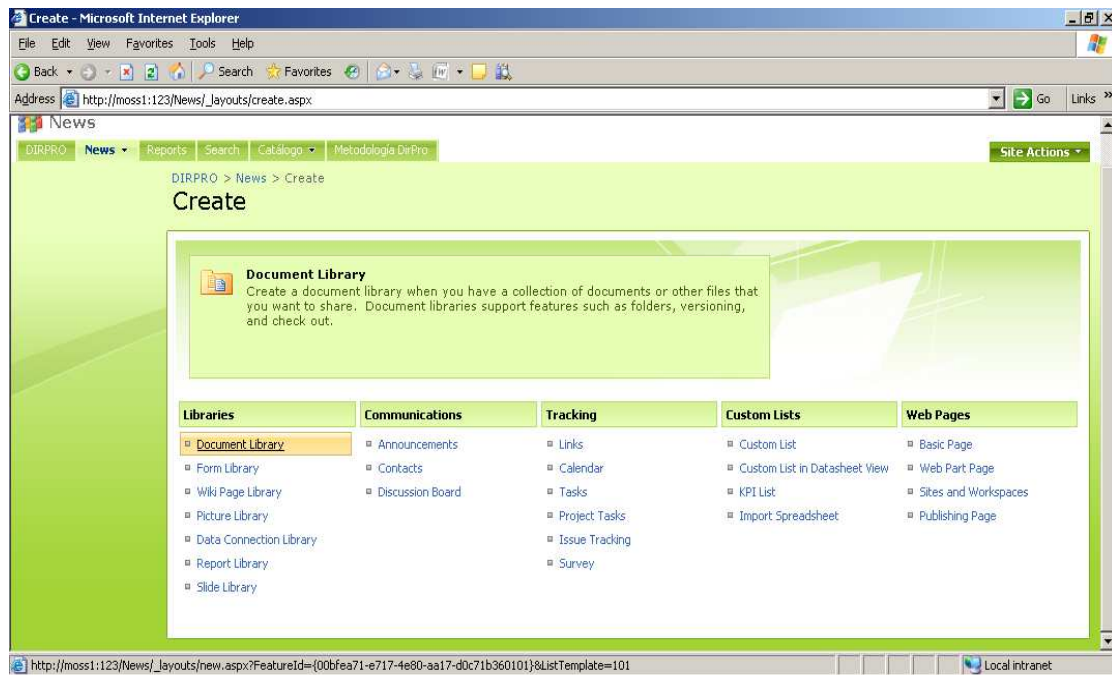 Create - Microsoft Internet Explorer
File Edit View Favorites Tools Help
Back Search Favorites
Address http://moss1:123/News/_layouts/create.aspx Go Links »
News
DIRPRO News Reports Search Catálogo Metodología DirPro Site Actions
DIRPRO > News > Create
Create
Document Library
Create a document library when you have a collection of documents or other files that
you want to share. Document libraries support features such as folders, versioning,
and check out.
Libraries Communications Tracking Custom Lists Web Pages
Document Library Announcements Links Custom List Basic Page
Form Library Contacts Calendar Custom List in Datasheet View Web Part Page
Wiki Page Library Discussion Board Tasks KPI List Sites and Workspaces
Picture Library Project Tasks Import Spreadsheet Publishing Page
Data Connection Library Issue Tracking
Report Library Survey
Slide Library
http://moss1:123/News/_layouts/new.aspx?FeatureId={00bfea71-e717-4e80-aa17-d0c71b360101}&ListTemplate=101 Local intranet